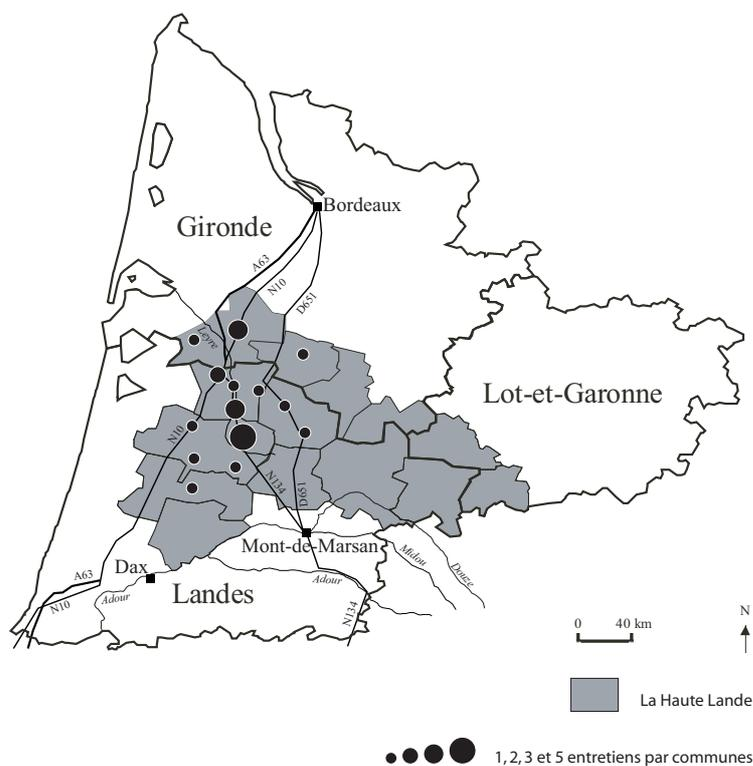 Bordeaux
Gironde
A63
N10
D651
Leyre
Lot-et-Garonne
N10
N134
D651
Mont-de-Marsan
Midou
Douze
Dax
A63
Adour
Landes
N10
Adour
N134
0 40 km
N
La Haute Lande
1, 2, 3 et 5 entretiens par communes